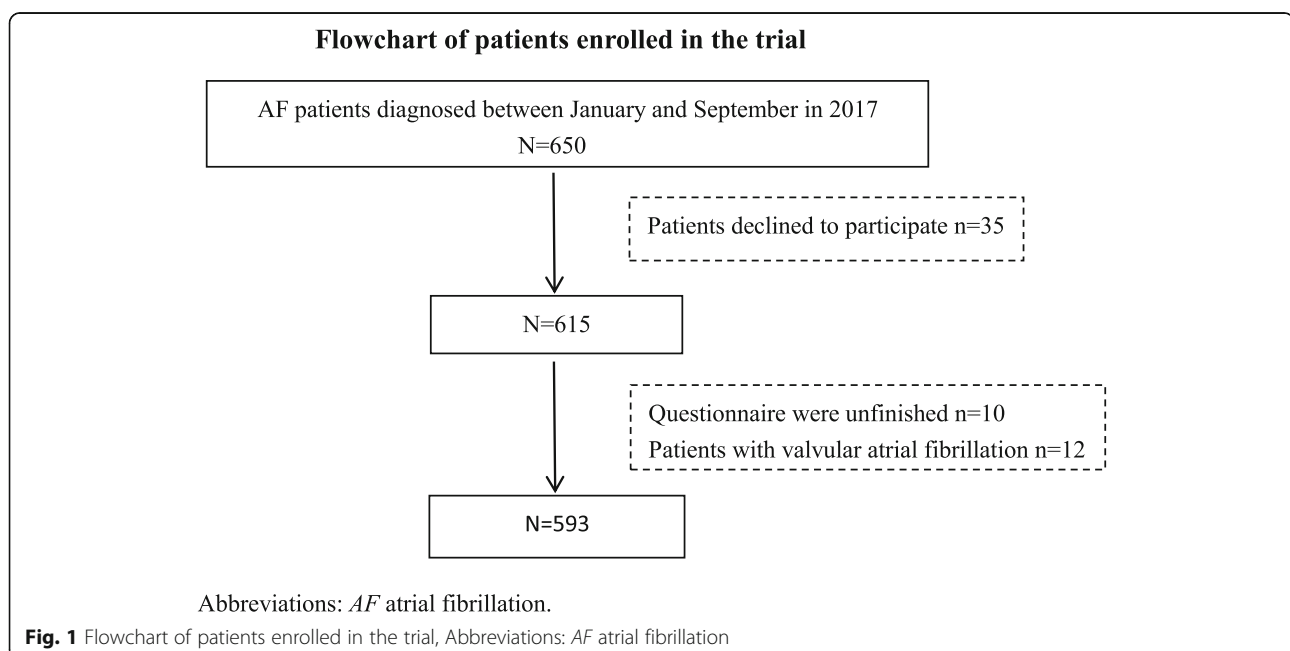 Flowchart of patients enrolled in the trial
AF patients diagnosed between January and September in 2017
N=650
Patients declined to participate n=35
N=615
Questionnaire were unfinished n=10
Patients with valvular atrial fibrillation n=12
N=593
Abbreviations: AF atrial fibrillation.
Fig. 1 Flowchart of patients enrolled in the trial, Abbreviations: AF atrial fibrillation